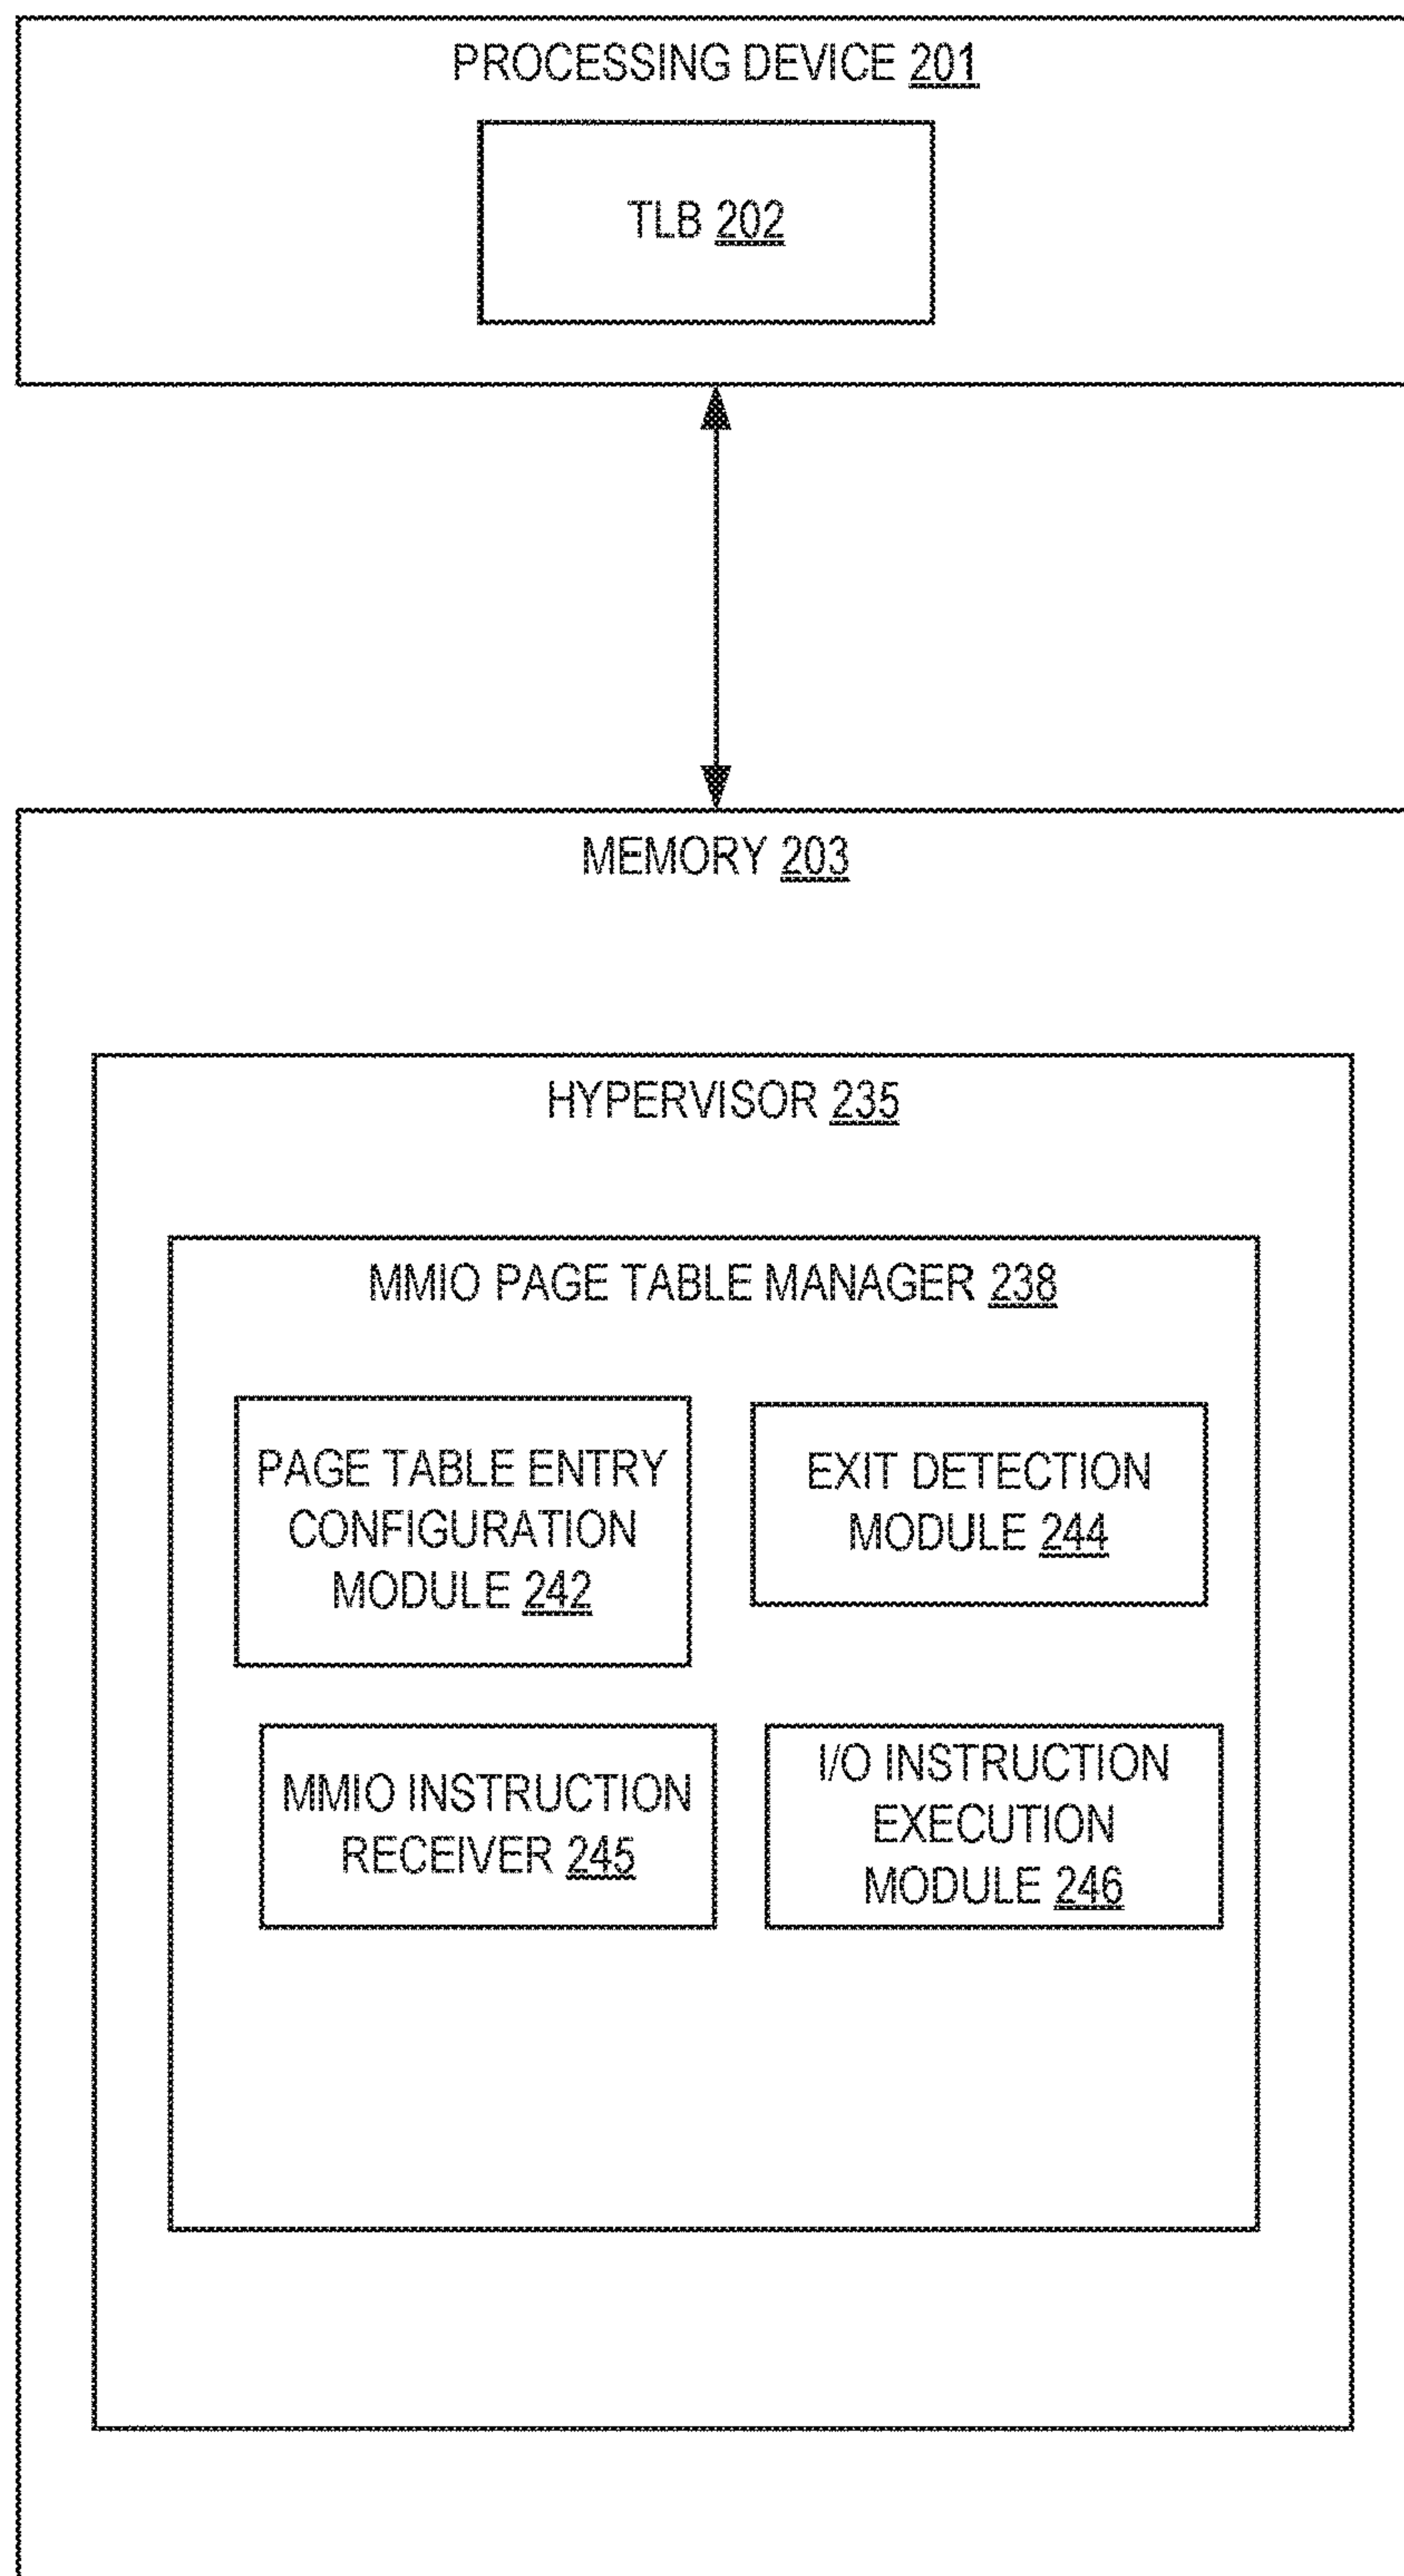 PROCESSING DEVICE 201
TLB 202
MEMORY 203
HYPERVISOR 235
MMIO PAGE TABLE MANAGER 238
PAGE TABLE ENTRY
CONFIGURATION
MODULE 242
EXIT DETECTION
MODULE 244
MMIO INSTRUCTION
RECEIVER 245
I/O INSTRUCTION
EXECUTION
MODULE 246